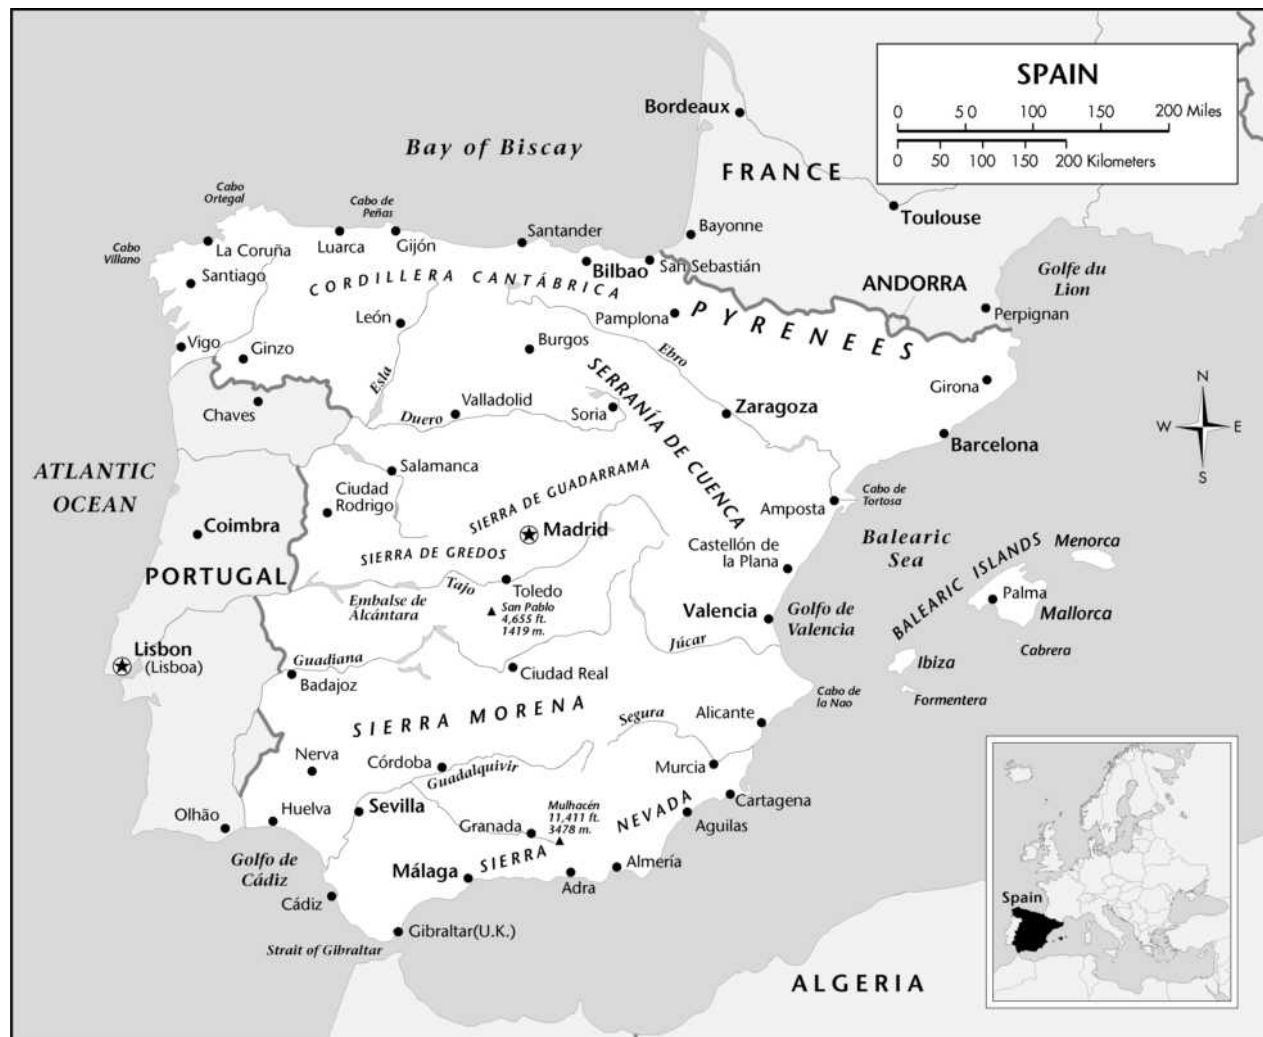 SPAIN
0 50 100 150 200 Miles
0 50 100 150 200 Kilometers
Bordeaux
Bay of Biscay
FRANCE
Cabo
Ortegal
Cabo de
Peñas
Toulouse
Cabo
Villano
La Coruña
Luarca
Gijón
Santander
Bayonne
Bilbao
San Sebastián
Santiago
CORDILLERA CANTÁBRICA
ANDORRA
Golfe du
Lion
León
Pamplona
PYRENEES
Perpignan
Vigo
Ginzo
Esla
Burgos
Ebro
Girona
Chaves
Duero
Valladolid
Soria
SERRANÍA DE CUENCA
Zaragoza
Barcelona
N
W E
S
ATLANTIC
OCEAN
Salamanca
Ciudad
Rodrigo
SIERRA DE GUADARRAMA
Amposta
Cabo de
Tortosa
Coimbra
Madrid
SIERRA DE GREDOS
Castellón de
la Plana
Balearic
Sea
BALEARIC ISLANDS
Menorca
PORTUGAL
Embalse de
Alcántara
Tajo
Toledo
San Pablo
4,655 ft.
1419 m.
Valencia
Golfo de
Valencia
Palma
Mallorca
Cabrera
Lisbon
(Lisboa)
Guadiana
Badajoz
Ciudad Real
Júcar
Ibiza
Formentera
Cabo de
la Nao
SIERRA MORENA
Segura
Alicante
Nerva
Córdoba
Guadalquivir
Murcia
Cartagena
Olhão
Huelva
Sevilla
Granada
Mulhacén
11,411 ft.
3478 m.
SIERRA NEVADA
Aguilas
Golfo de
Cádiz
Málaga
Adra
Almería
Cádiz
Gibraltar(U.K.)
Strait of Gibraltar
ALGERIA
Spain